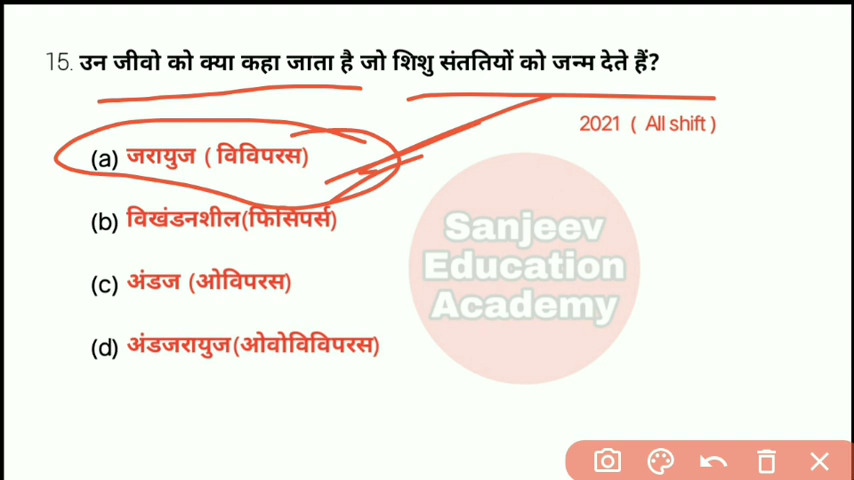 15. उन जीवो को क्या कहा जाता है जो शिशु संततियों को जन्म देते हैं?
2021 ( All shift )
(a) जरायुज ( विविपरस)
(b) विखंडनशील(फिसिपर्स)
(c) अंडज (ओविपरस)
(d) अंडजरायुज(ओवोविविपरस)
Sanjeev
Education
Academy